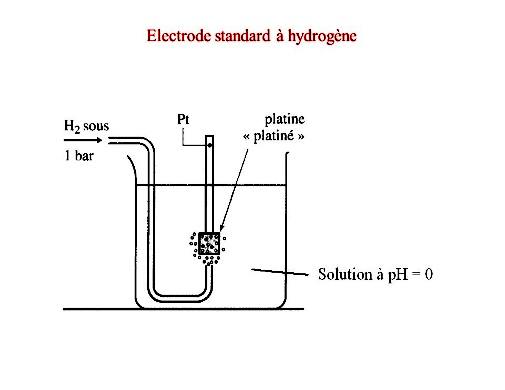 Electrode standard à hydrogène
H₂ sous
1 bar
Pt
platine
« platiné »
Solution à pH = 0